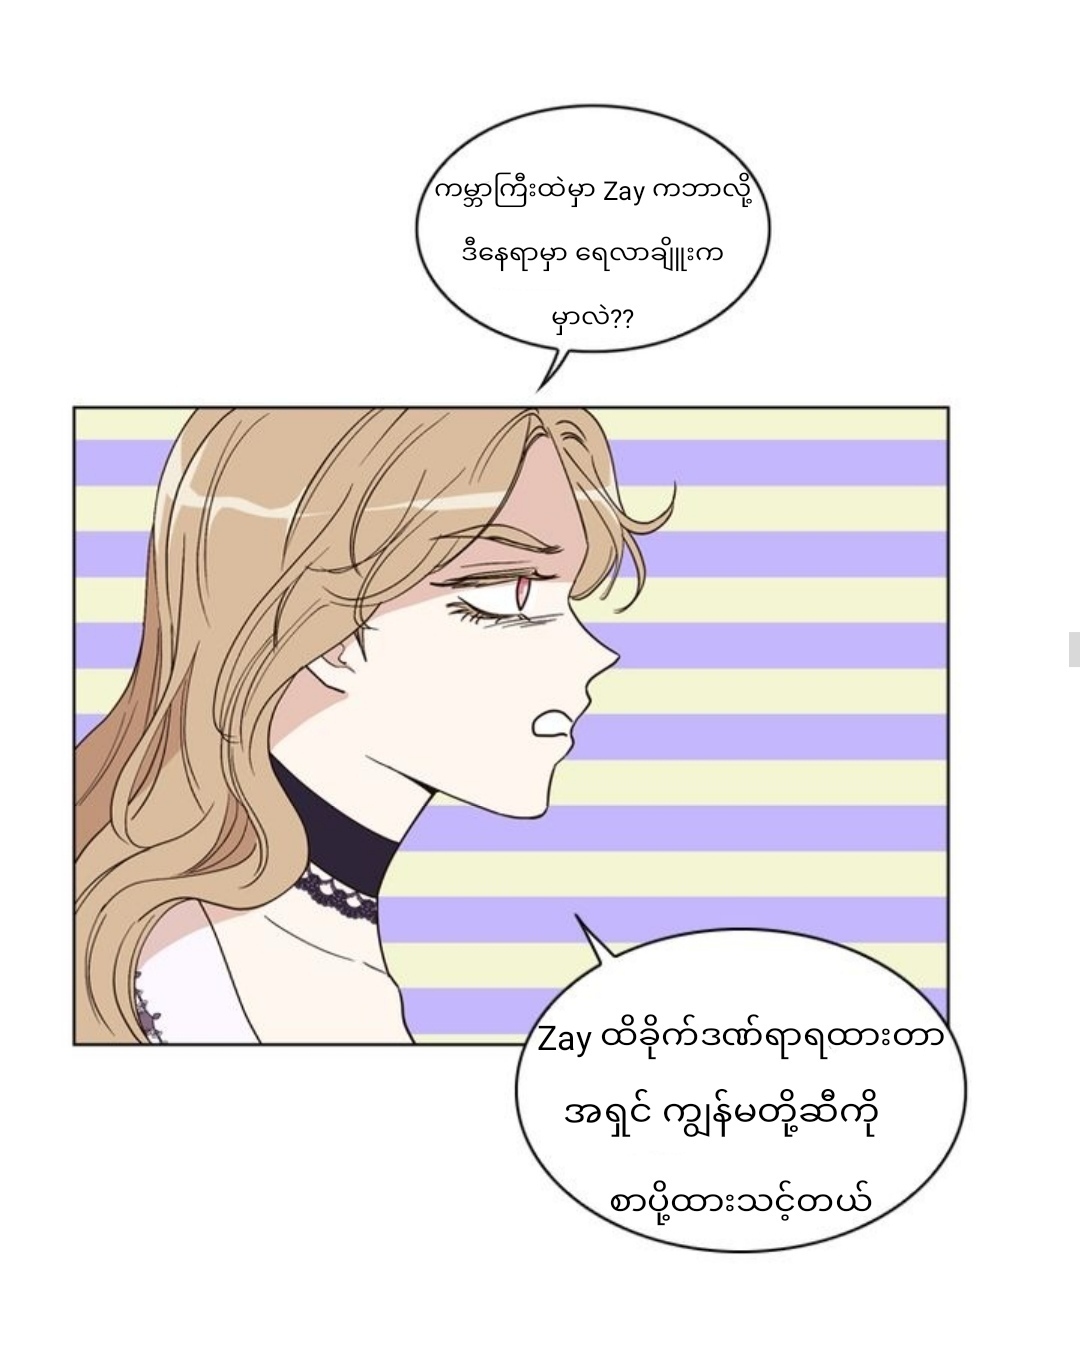 ကမ္ဘာကြီးထဲမှာ Zay ကဘာလို့
ဒီနေရာမှာ ရေလာချိုူးက
မှာလဲ??
Zay ထိခိုက်ဒဏ်ရာရထားတာ
အရှင် ကျွန်မတို့ဆီကို
စာပို့ထားသင့်တယ်